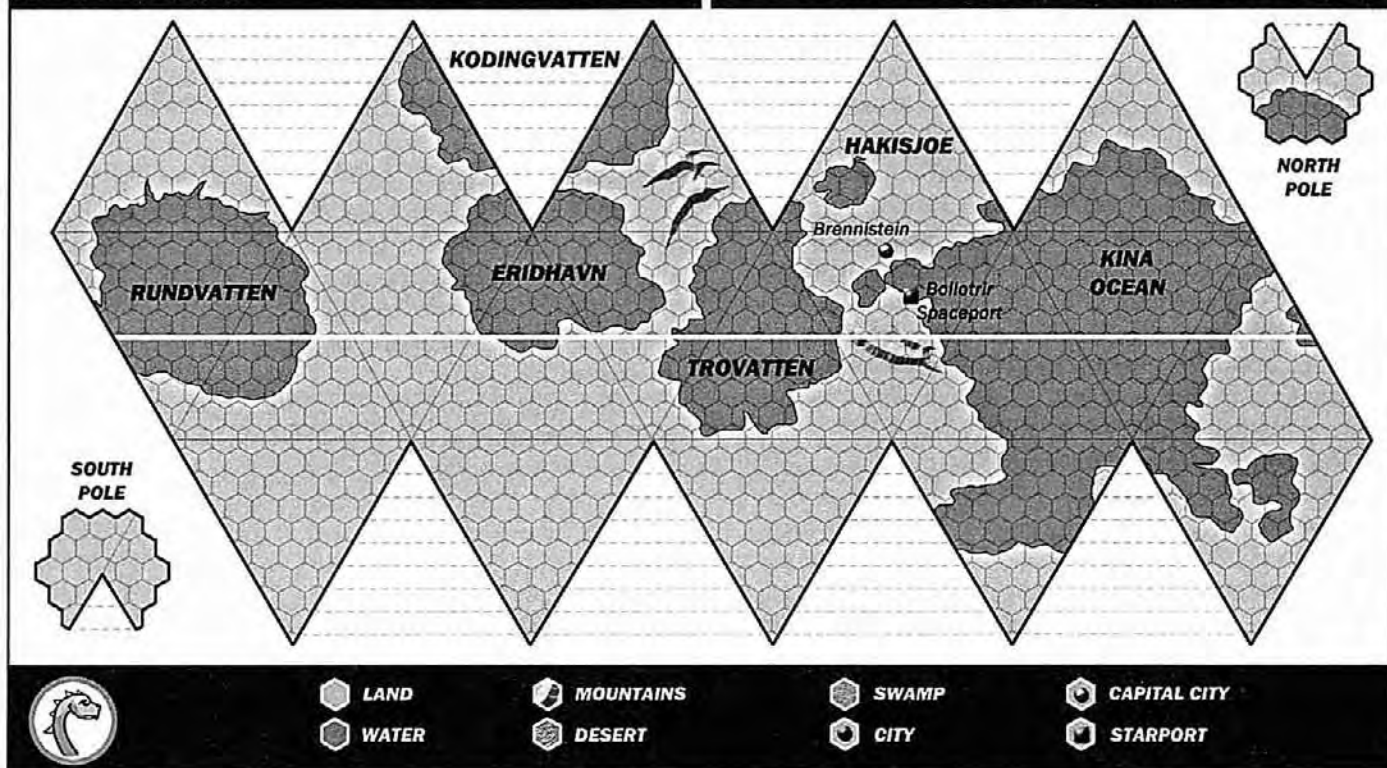 KODINGVATTEN
HAKISJOE
NORTH
POLE
Brennistein
RUNDVATTEN
ERIDHAVN
KINA
OCEAN
Bollotrir
Spaceport
TROVATTEN
SOUTH
POLE
LAND
MOUNTAINS
SWAMP
CAPITAL CITY
WATER
DESERT
CITY
STARPORT